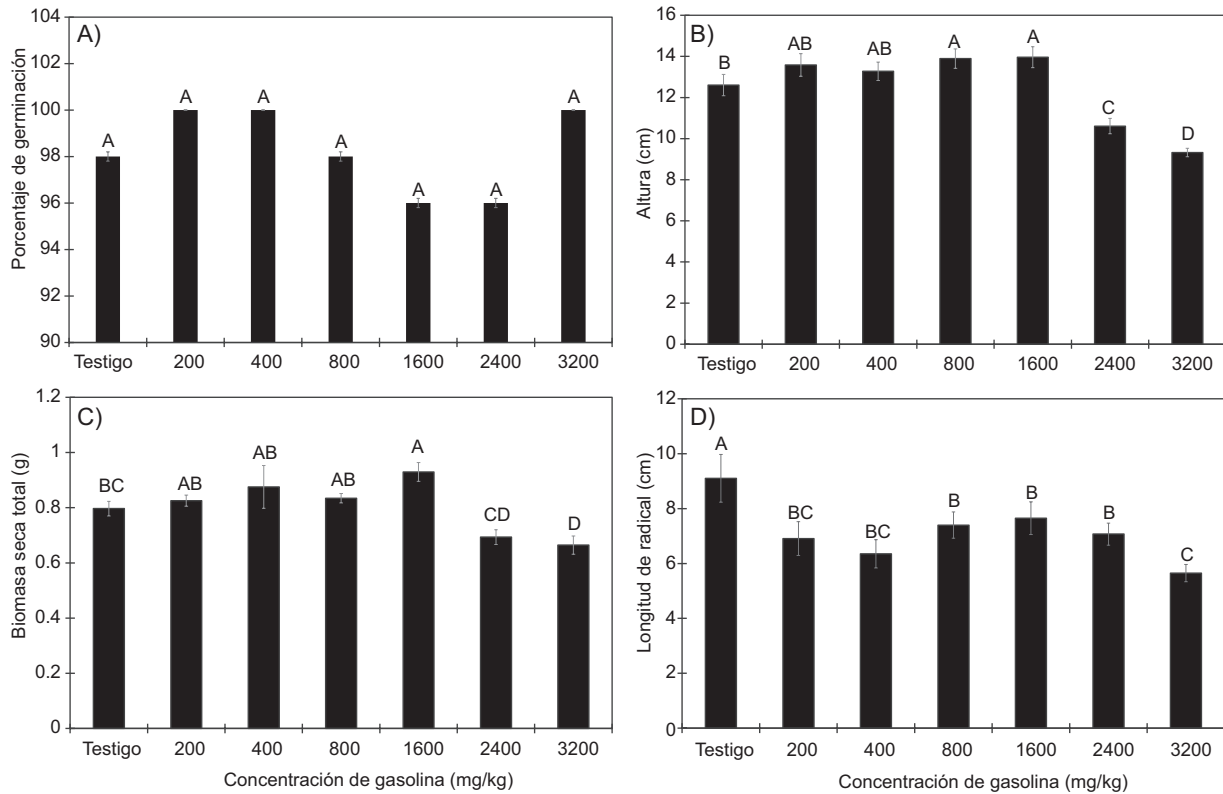 A)
Porcentaje de germinación
104
102
100
98
96
94
92
90
A A A A A A A
Testigo 200 400 800 1600 2400 3200
B)
Altura (cm)
16
14
12
10
8
6
4
2
0
B AB AB A A C D
Testigo 200 400 800 1600 2400 3200
C)
Biomasa seca total (g)
1.2
1
0.8
0.6
0.4
0.2
0
BC AB AB AB A CD D
Testigo 200 400 800 1600 2400 3200
Concentración de gasolina (mg/kg)
D)
Longitud de radical (cm)
12
10
8
6
4
2
0
A BC BC B B B C
Testigo 200 400 800 1600 2400 3200
Concentración de gasolina (mg/kg)